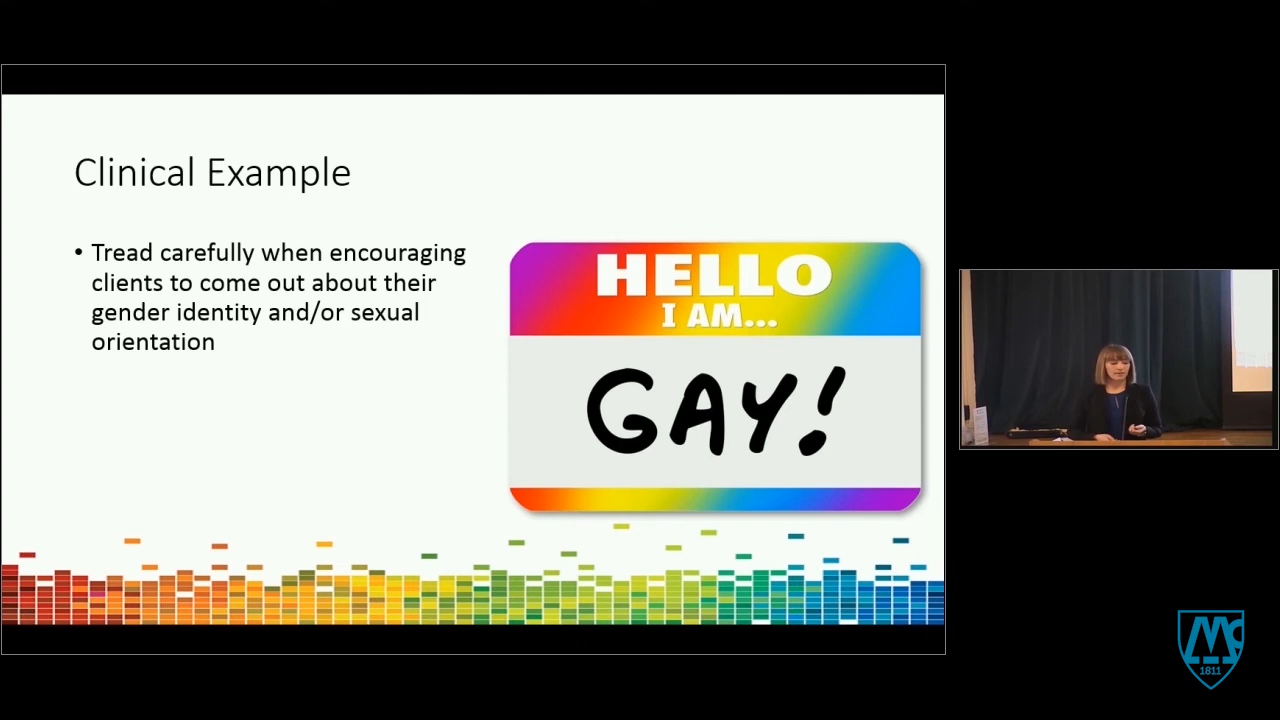 Clinical Example
• Tread carefully when encouraging
clients to come out about their
gender identity and/or sexual
orientation
HELLO
I AM...
GAY!
Mc
1811